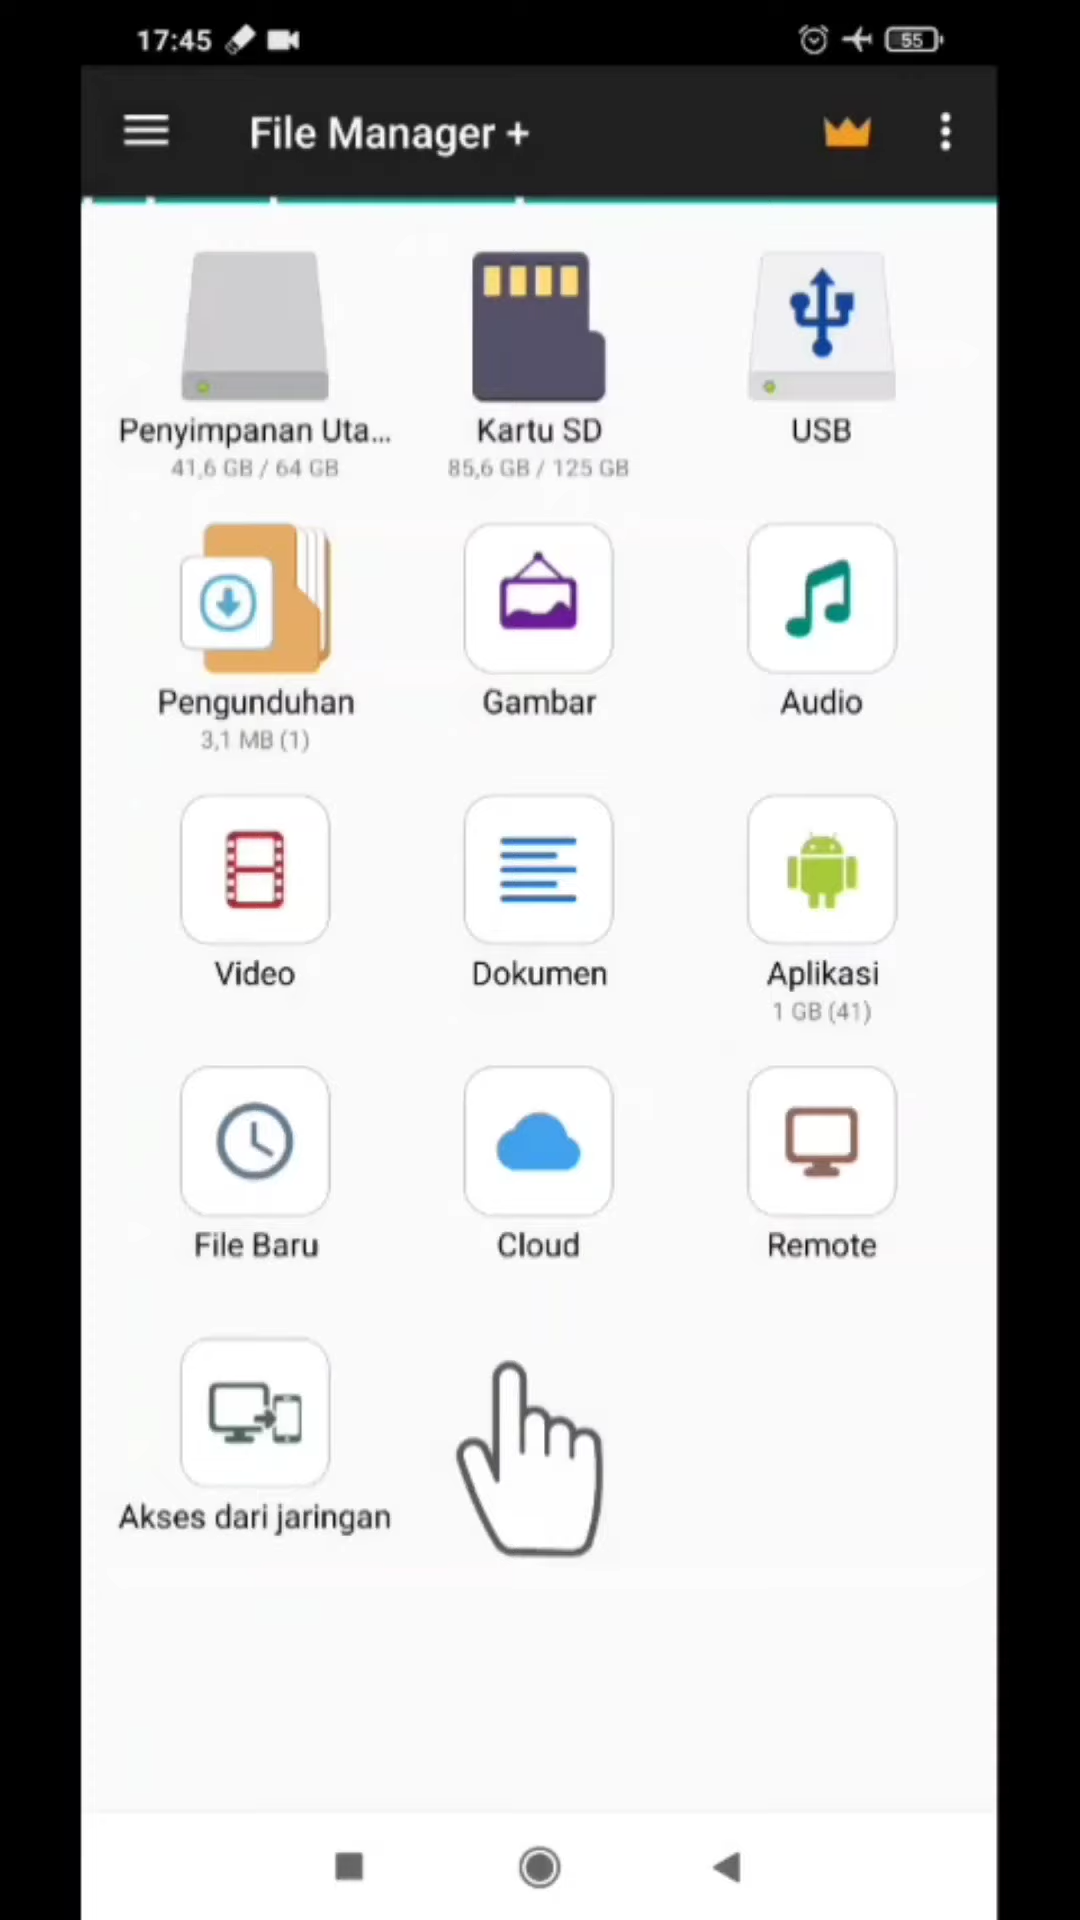 17:45
55
File Manager +
Penyimpanan Uta...
Kartu SD
USB
41,6 GB / 64 GB
85,6 GB / 125 GB
Pengunduhan
Gambar
Audio
3,1 MB (1)
Video
Dokumen
Aplikasi
1 GB (41)
File Baru
Cloud
Remote
Akses dari jaringan